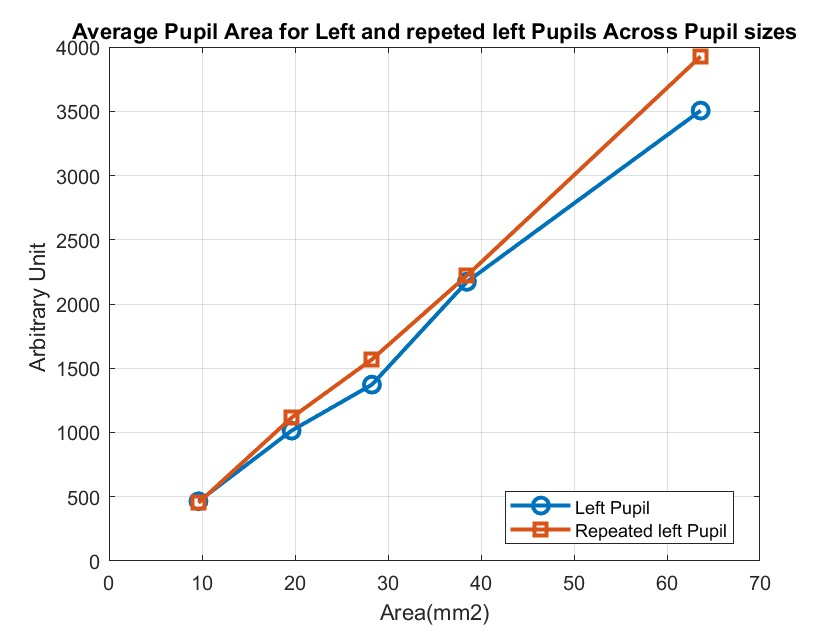 Average Pupil Area for Left and repeted left Pupils Across Pupil sizes
4000
3500
3000
2500
2000
1500
1000
500
0
Arbitrary Unit
0 10 20 30 40 50 60 70
Area(mm2)
Left Pupil
Repeated left Pupil